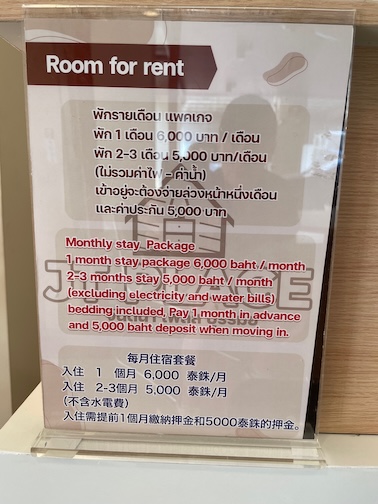 Room for rent
พักรายเดือน แพคเกจ
พัก 1 เดือน 6,000 บาท / เดือน
พัก 2-3 เดือน 5,000 บาท/เดือน
(ไม่รวมค่าไฟ - ค่าน้ำ)
เข้าอยู่จะต้องจ่ายล่วงหน้าหนึ่งเดือน
และค่าประกัน 5,000 บาท
Monthly stay Package
1 month stay package 6,000 baht / month
2-3 months stay 5,000 baht / month
(excluding electricity and water bills)
bedding included, Pay 1 month in advance
and 5,000 baht deposit when moving in.
每月住宿套餐
入住 1 個月 6,000 泰銖/月
入住 2-3個月 5,000 泰銖/月
(不含水電費)
入住需提前1個月繳納押金和5000泰銖的押金。